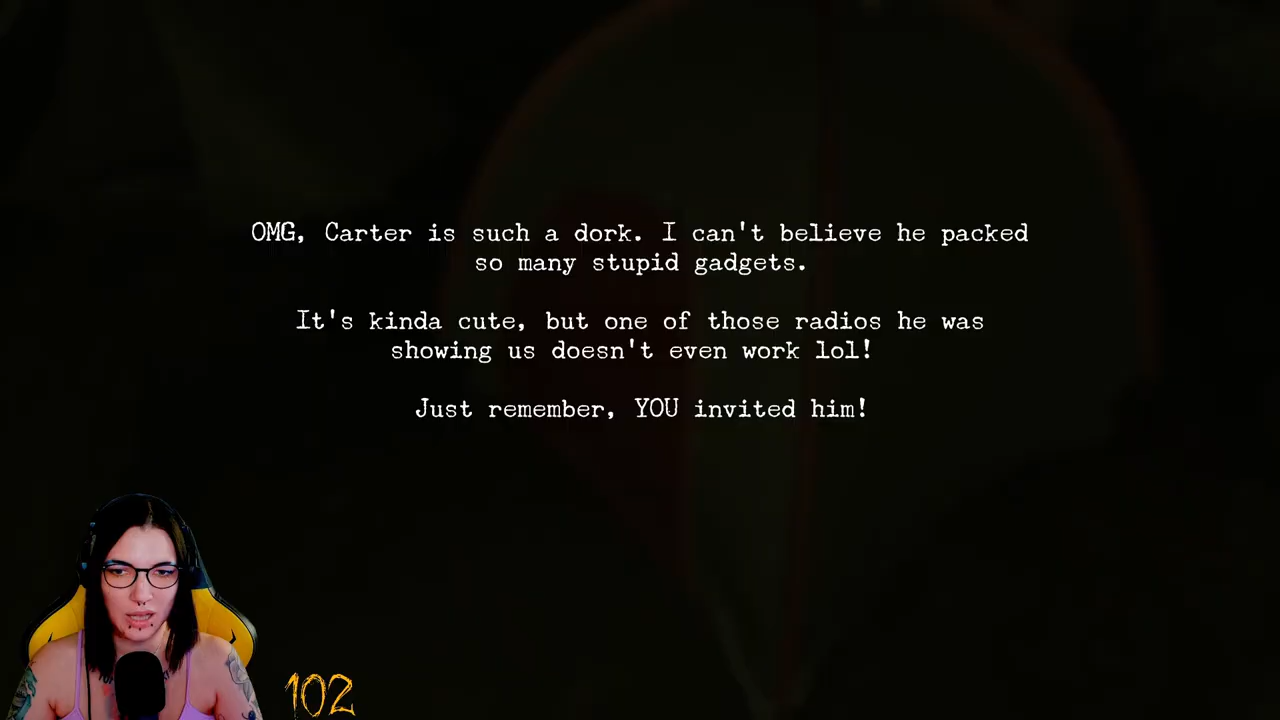 OMG, Carter is such a dork. I can't believe he packed
so many stupid gadgets.
It's kinda cute, but one of those radios he was
showing us doesn't even work lol!
Just remember, YOU invited him!
102